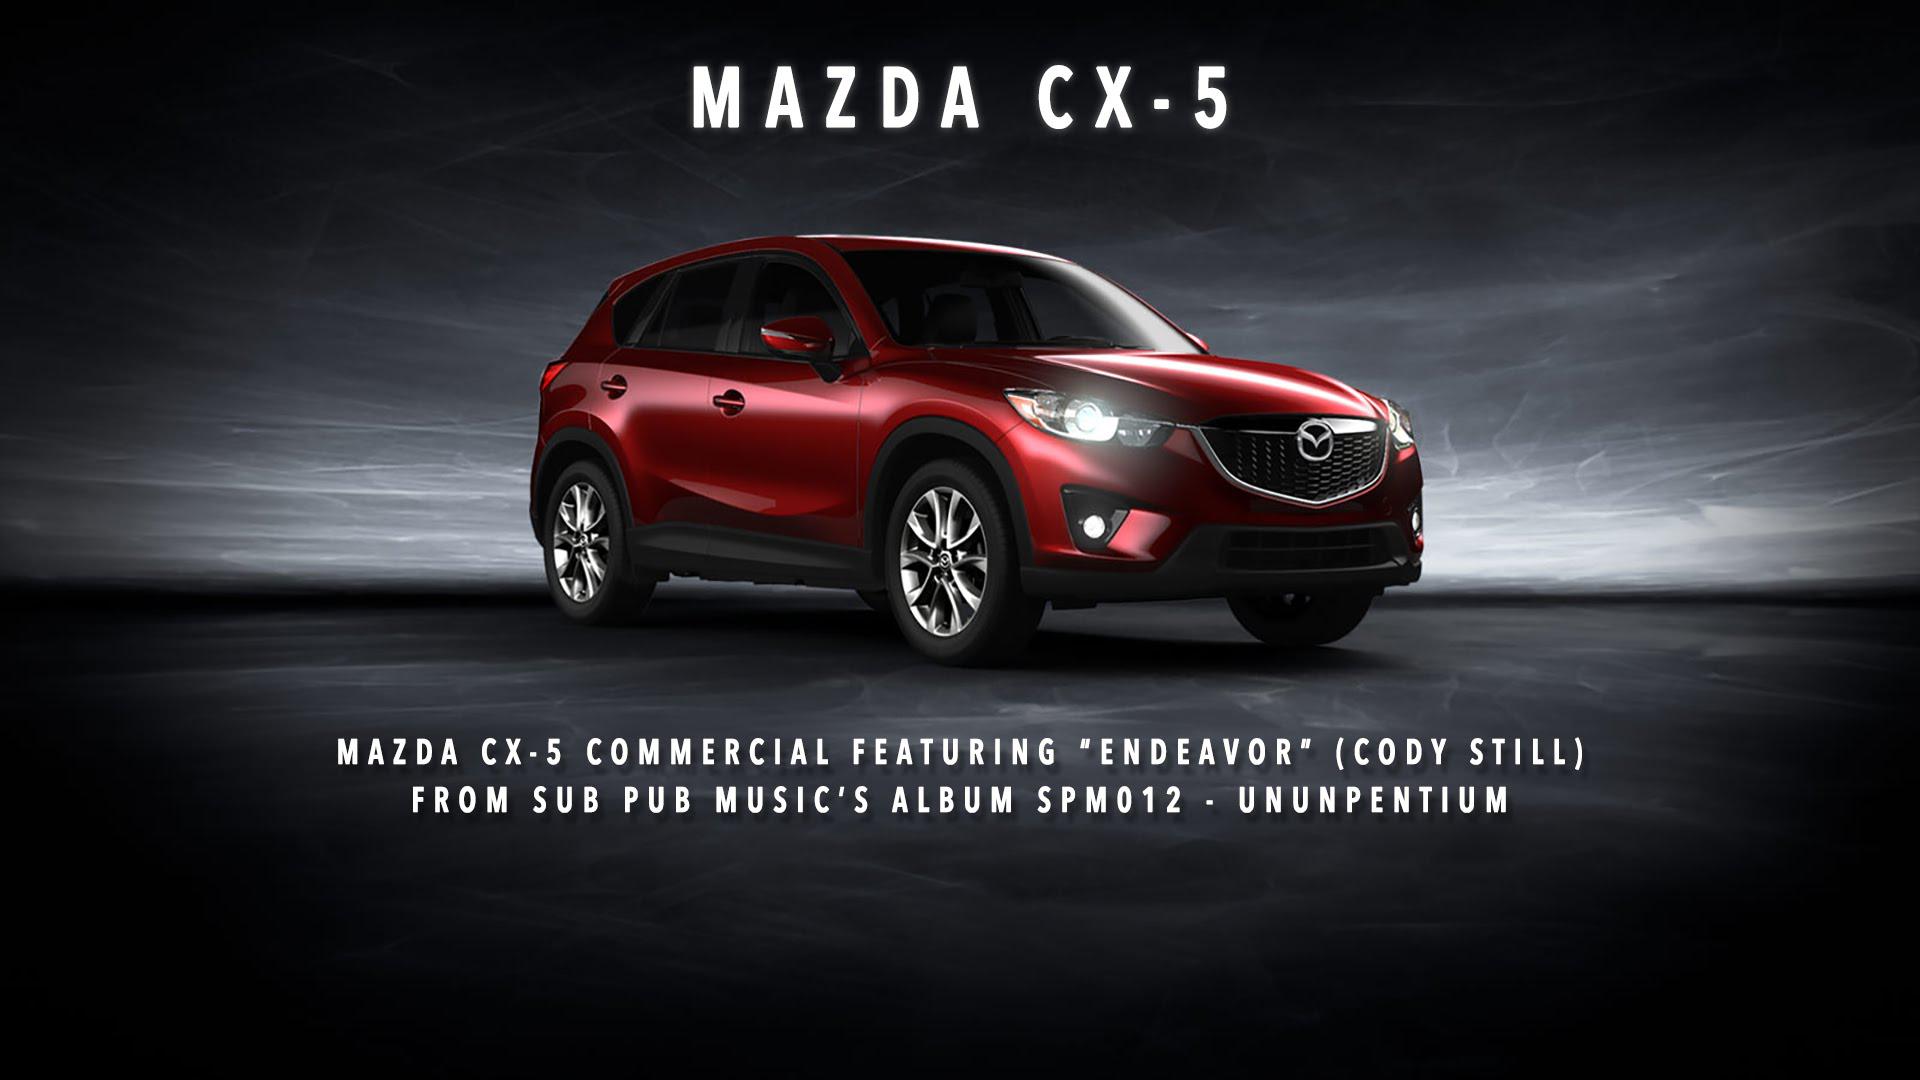 MAZDA CX-5
MAZDA CX-5 COMMERCIAL FEATURING “ENDEAVOR” (CODY STILL)
FROM SUB PUB MUSIC’S ALBUM SPM012 - UNUNPENTIUM